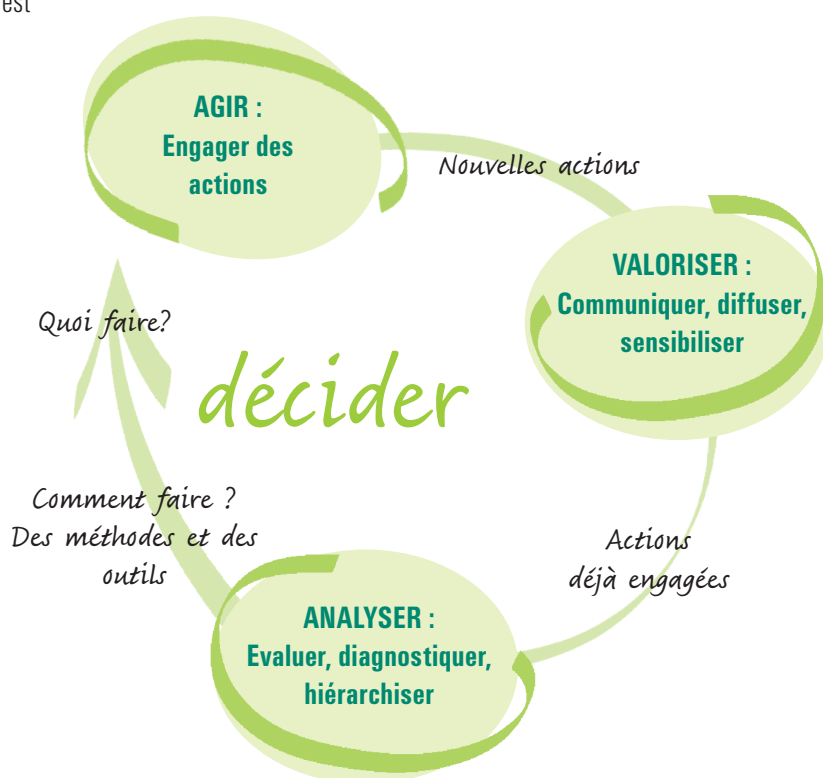 est
AGIR :
Engager des
actions
Nouvelles actions
VALORISER :
Communiquer, diffuser,
sensibiliser
Quoi faire?
décider
Comment faire ?
Des méthodes et des
outils
Actions
déjà engagées
ANALYSER :
Evaluer, diagnostiquer,
hiérarchiser